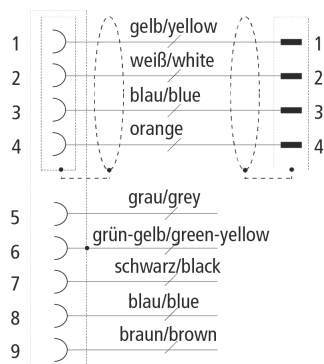 gelb/yellow
1 1
weiß/white
2 2
blau/blue
3 3
orange
4 4
grau/grey
5
grün-gelb/green-yellow
6
schwarz/black
7
blau/blue
8
braun/brown
9